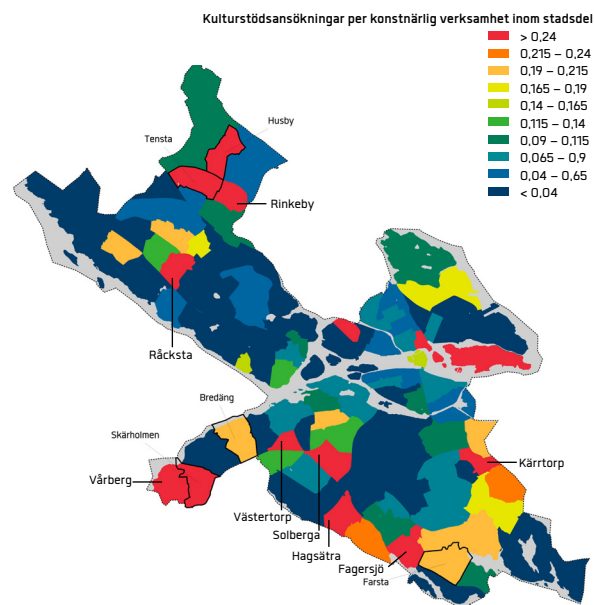 Kulturstödsansökningar per konstnärlig verksamhet inom stadsdel
> 0,24
0,215 – 0,24
0,19 – 0,215
0,165 – 0,19
0,14 – 0,165
0,115 – 0,14
0,09 – 0,115
0,065 – 0,9
0,04 – 0,65
< 0,04
Husby
Tensta
Rinkeby
Råcksta
Bredäng
Skärholmen
Vårberg
Kärrtorp
Västertorp
Solberga
Hagsätra
Fagersjö
Farsta